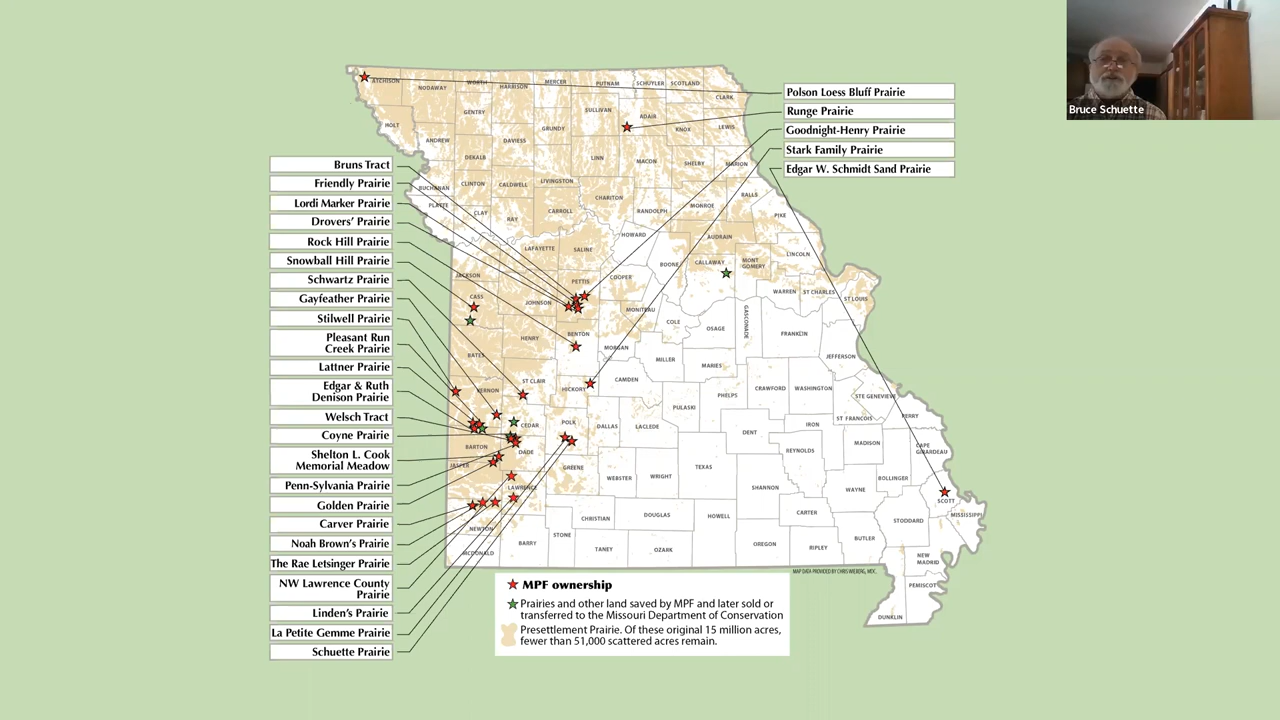 Bruce Schuette
Polson Loess Bluff Prairie
Runge Prairie
Goodnight-Henry Prairie
Stark Family Prairie
Edgar W. Schmidt Sand Prairie
Bruns Tract
Friendly Prairie
Lordi Marker Prairie
Drovers' Prairie
Rock Hill Prairie
Snowball Hill Prairie
Schwartz Prairie
Gayfeather Prairie
Stilwell Prairie
Pleasant Run
Creek Prairie
Lattner Prairie
Edgar & Ruth
Denison Prairie
Welsch Tract
Coyne Prairie
Shelton L. Cook
Memorial Meadow
Penn-Sylvania Prairie
Golden Prairie
Carver Prairie
Noah Brown's Prairie
The Rae Letsinger Prairie
NW Lawrence County
Prairie
Linden's Prairie
La Petite Gemme Prairie
Schuette Prairie
ATCHISON
NODAWAY
WORTH
HARRISON
MERCER
PUTNAM
SCHUYLER
SCOTLAND
CLARK
HOLT
GENTRY
SULLIVAN
ADAIR
KNOX
LEWIS
ANDREW
DAVIESS
GRUNDY
DEKALB
LINN
MACON
SHELBY
MARION
BUCHANAN
CLINTON
CALDWELL
LIVINGSTON
CHARITON
RALLS
PLATTE
CLAY
RAY
CARROLL
RANDOLPH
MONROE
PIKE
HOWARD
AUDRAIN
LAFAYETTE
SALINE
BOONE
CALLAWAY
MONT
GOMERY
LINCOLN
JACKSON
COOPER
PETTIS
WARREN
ST CHARLES
ST LOUIS
CASS
JOHNSON
MONITEAU
COLE
OSAGE
GASCONADE
FRANKLIN
HENRY
BENTON
MORGAN
MILLER
MARIES
JEFFERSON
BATES
ST CLAIR
HICKORY
CAMDEN
PHELPS
CRAWFORD
WASHINGTON
STE GENEVIEVE
VERNON
PULASKI
ST FRANCOIS
PERRY
CEDAR
POLK
DALLAS
LACLEDE
DENT
IRON
MADISON
CAPE
GIRARDEAU
BARTON
DADE
REYNOLDS
JASPER
GREENE
WEBSTER
WRIGHT
TEXAS
BOLLINGER
LAWRENCE
SHANNON
WAYNE
SCOTT
CHRISTIAN
DOUGLAS
HOWELL
CARTER
STODDARD
MISSISSIPPI
NEWTON
STONE
BARRY
MCDONALD
TANEY
OZARK
OREGON
RIPLEY
BUTLER
NEW
MADRID
PEMISCOT
DUNKLIN
MAP DATA PROVIDED BY CHRIS WIEBERG, MDC.
MPF ownership
Prairies and other land saved by MPF and later sold or
transferred to the Missouri Department of Conservation
Presettlement Prairie. Of these original 15 million acres,
fewer than 51,000 scattered acres remain.